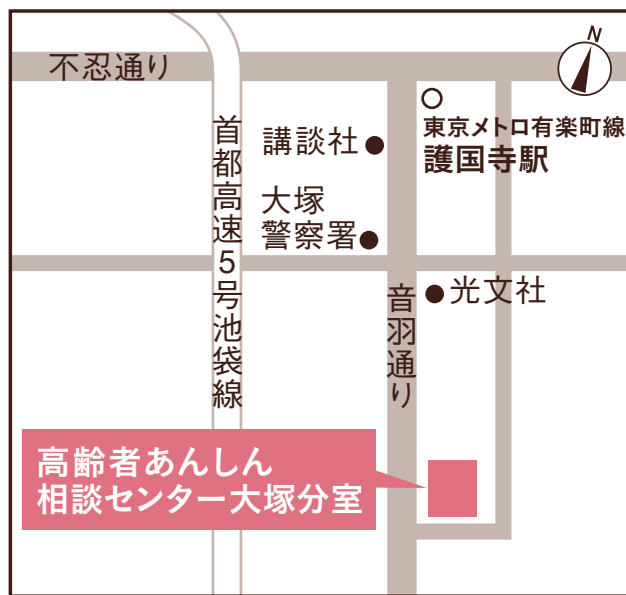 N
不忍通り
東京メトロ有楽町線
護国寺駅
講談社
大塚
警察署
首都高速5号池袋線
光文社
音羽通り
高齢者あんしん
相談センター大塚分室